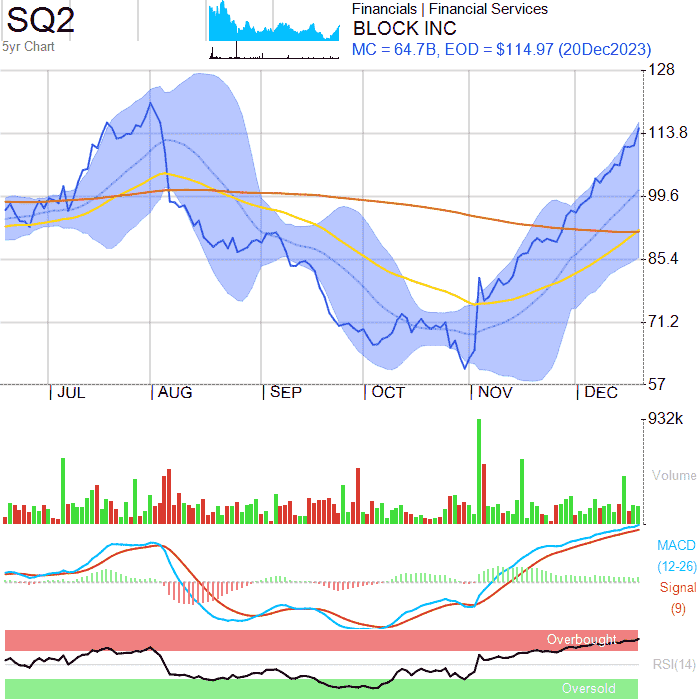 SQ2
5yr Chart
Financials | Financial Services
BLOCK INC
MC = 64.7B, EOD = $114.97 (20Dec2023)
128
113.8
99.6
85.4
71.2
57
JUL
AUG
SEP
OCT
NOV
DEC
932k
Volume
MACD
(12-26)
Signal
(9)
Overbought
RSI(14)
Oversold